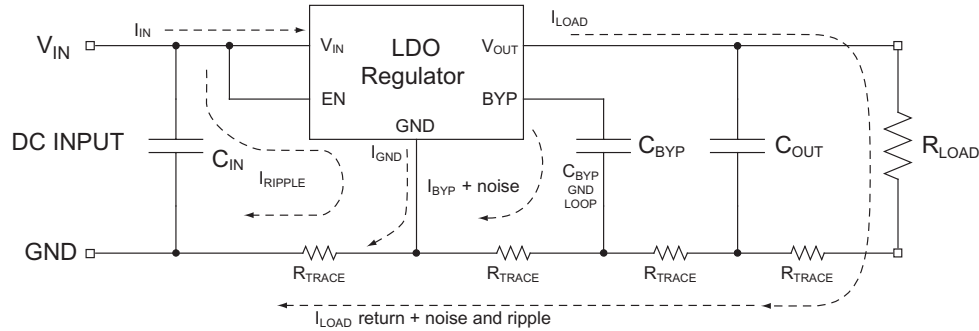 I_IN
I_LOAD
V_IN
V_IN
LDO
Regulator
V_OUT
EN
BYP
GND
DC INPUT
C_IN
I_RIPPLE
I_GND
I_BYP + noise
C_BYP
GND
LOOP
C_BYP
C_OUT
R_LOAD
GND
R_TRACE
R_TRACE
R_TRACE
R_TRACE
I_LOAD return + noise and ripple